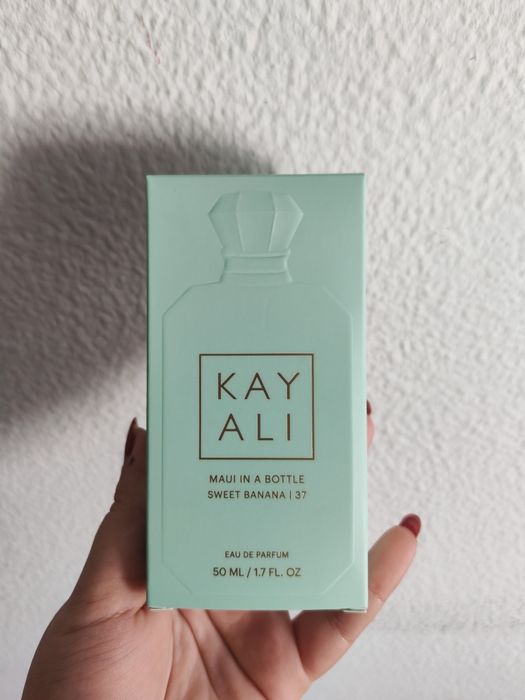 KAY
ALI
MAUI IN A BOTTLE
SWEET BANANA | 37
EAU DE PARFUM
50 ML / 1.7 FL. OZ